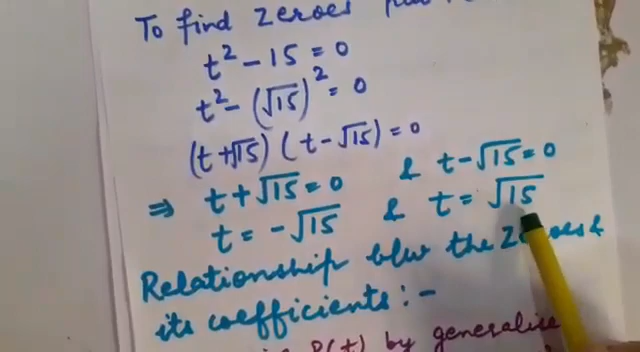 To find zeroes put
t² - 15 = 0
t² - (√15)² = 0
(t + √15) (t - √15) = 0
⇒ t + √15 = 0 & t - √15 = 0
t = - √15 & t = √15
Relationship b/w the zeroes &
its coefficients : -
P(t) by generalise